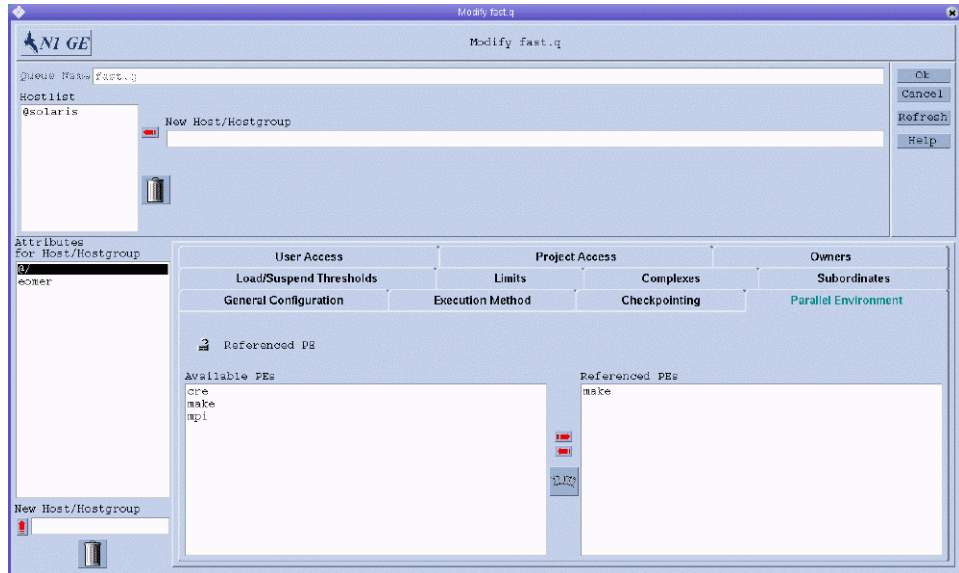 Modify fast.q
N1 GE
Modify fast.q
Queue Name fast.q
Ok
Hostlist
Cancel
@solaris
Refresh
New Host/Hostgroup
Help
Attributes
for Host/Hostgroup
@/
eomer
User Access
Project Access
Owners
Load/Suspend Thresholds
Limits
Complexes
Subordinates
General Configuration
Execution Method
Checkpointing
Parallel Environment
Referenced PE
Available PEs
cre
make
mpi
Referenced PEs
make
New Host/Hostgroup